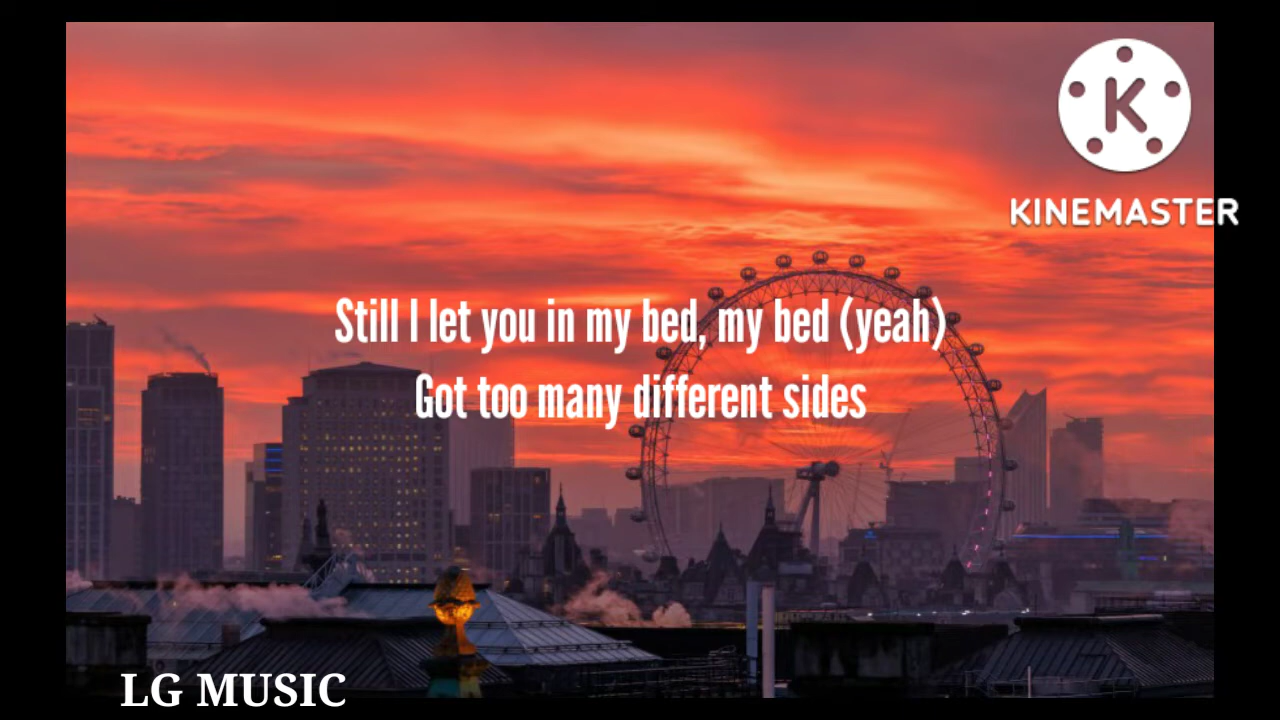 K
KINEMASTER
Still I let you in my bed, my bed (yeah)
Got too many different sides
LG MUSIC